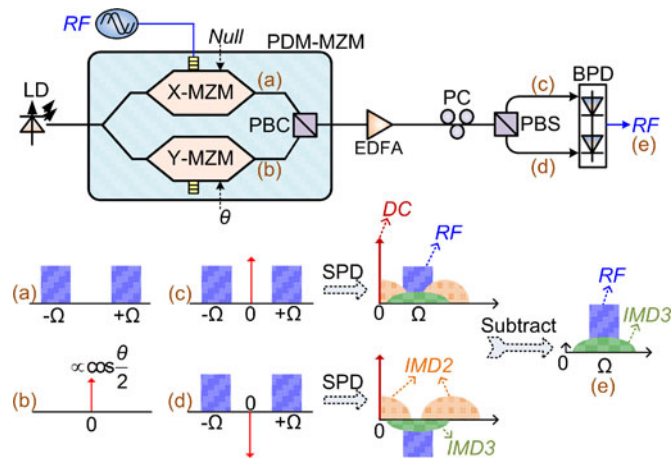 RF
Null
PDM-MZM
LD
X-MZM
(a)
PBC
Y-MZM
(b)
θ
EDFA
PC
PBS
(c)
(d)
BPD
RF
(e)
(a)
-Ω
+Ω
(c)
-Ω
0
+Ω
SPD
DC
RF
0
Ω
Subtract
RF
IMD3
0
Ω
(e)
(b)
∝cos θ/2
0
(d)
-Ω
0
+Ω
SPD
IMD2
0
IMD3